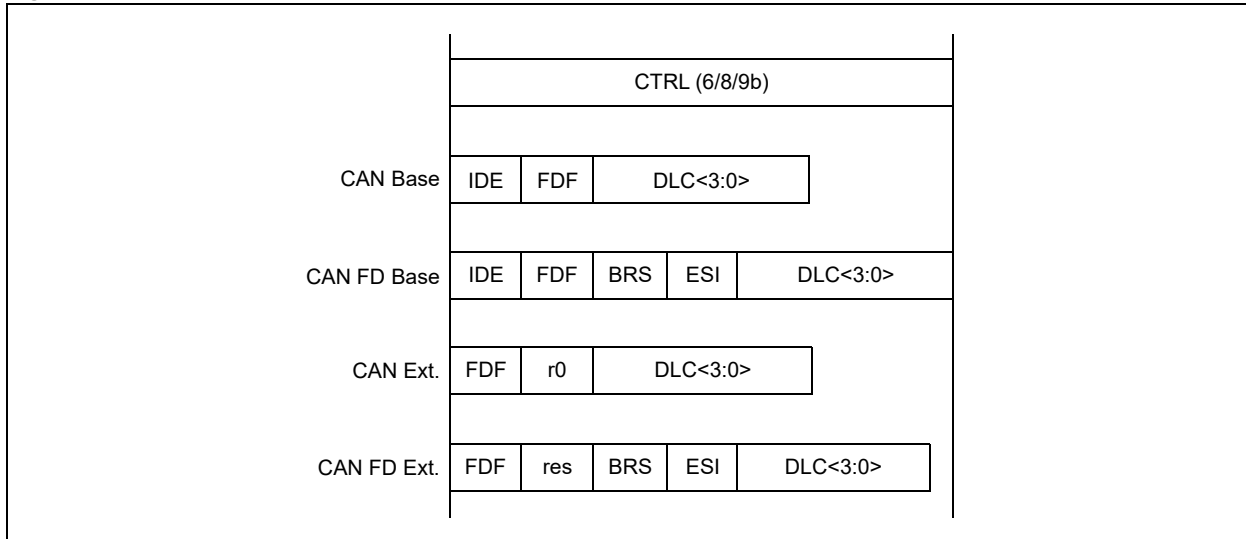 CTRL (6/8/9b)
CAN Base IDE FDF DLC<3:0>
CAN FD Base IDE FDF BRS ESI DLC<3:0>
CAN Ext. FDF r0 DLC<3:0>
CAN FD Ext. FDF res BRS ESI DLC<3:0>